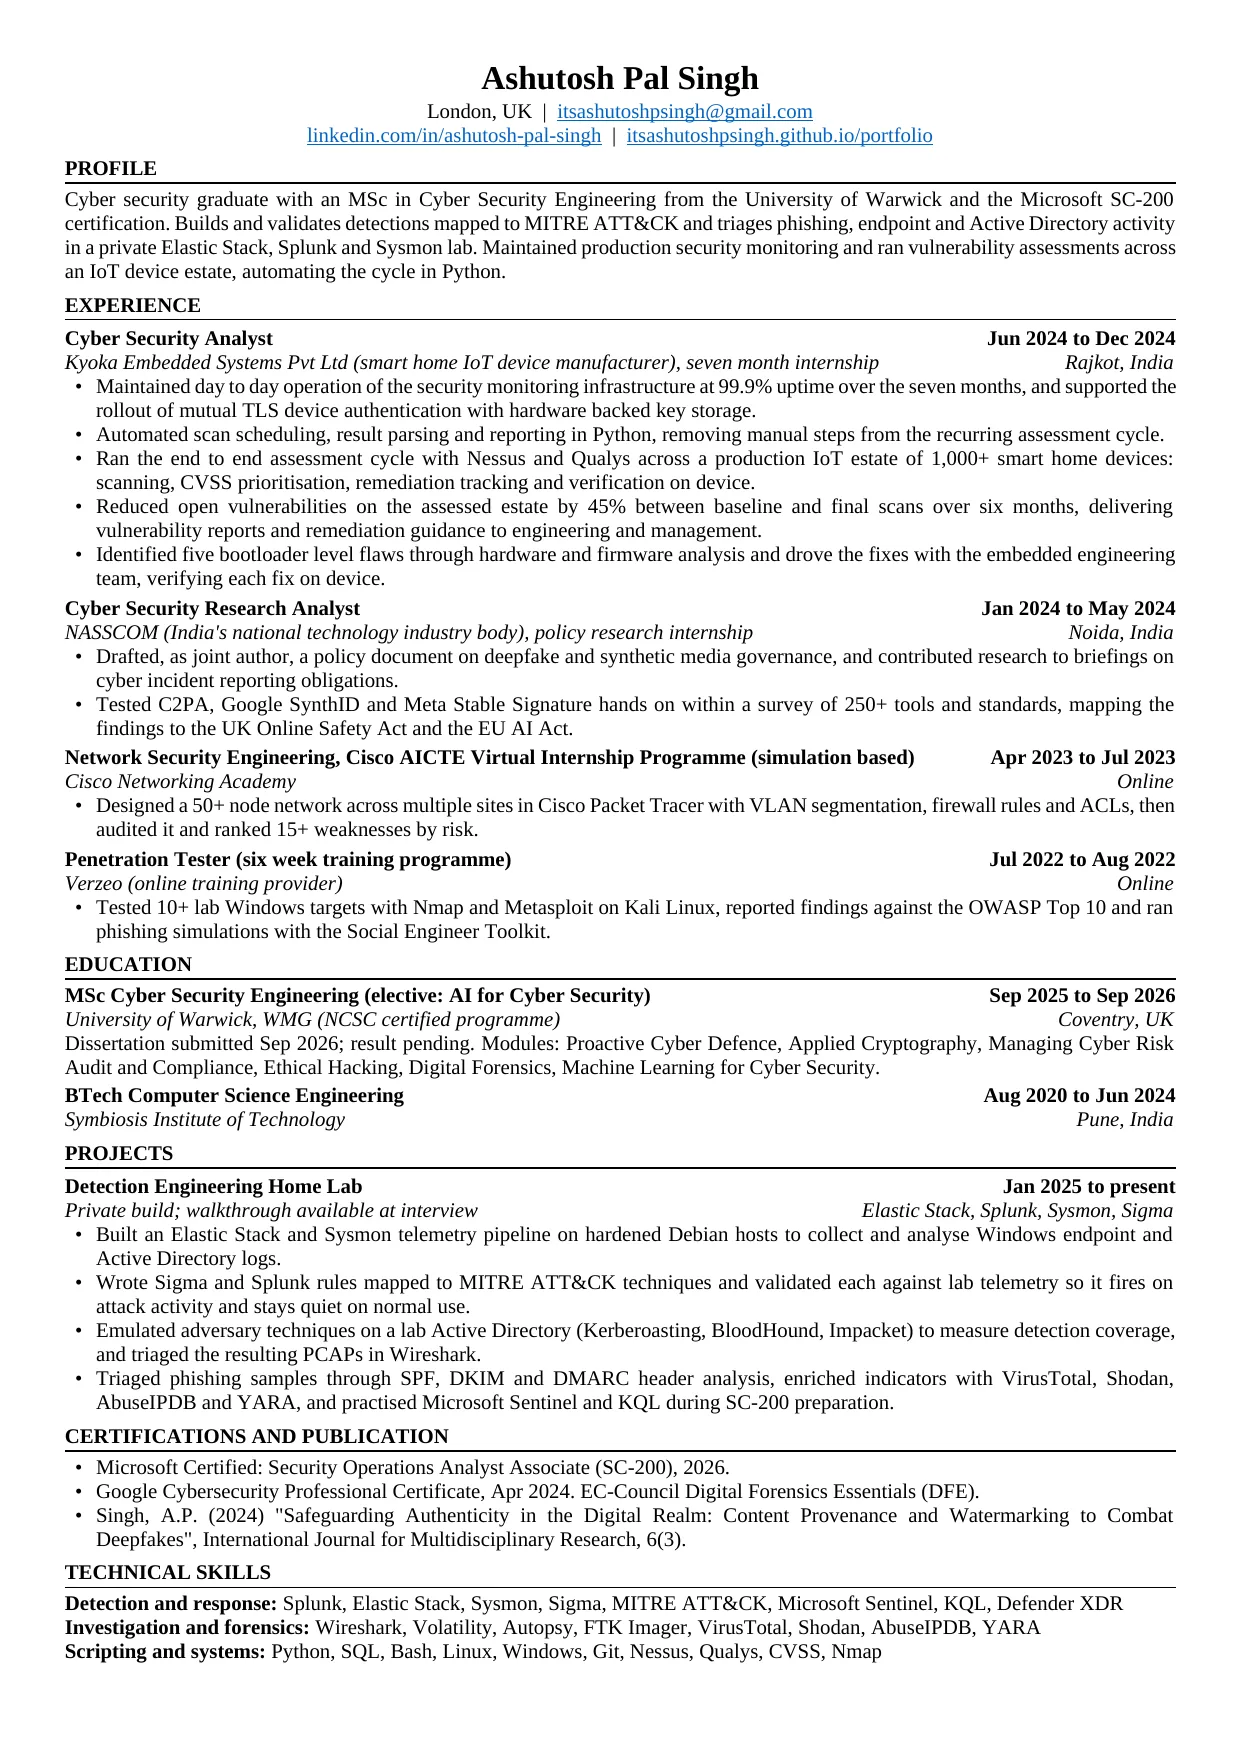 Ashutosh Pal Singh
London, UK | itsashutoshpsingh@gmail.com
linkedin.com/in/ashutosh-pal-singh | itsashutoshpsingh.github.io/portfolio
PROFILE
Cyber security graduate with an MSc in Cyber Security Engineering from the University of Warwick and the Microsoft SC-200
certification. Builds and validates detections mapped to MITRE ATT&CK and triages phishing, endpoint and Active Directory activity
in a private Elastic Stack, Splunk and Sysmon lab. Maintained production security monitoring and ran vulnerability assessments across
an IoT device estate, automating the cycle in Python.
EXPERIENCE
Cyber Security Analyst Jun 2024 to Dec 2024
Kyoka Embedded Systems Pvt Ltd (smart home IoT device manufacturer), seven month internship Rajkot, India
• Maintained day to day operation of the security monitoring infrastructure at 99.9% uptime over the seven months, and supported the
rollout of mutual TLS device authentication with hardware backed key storage.
• Automated scan scheduling, result parsing and reporting in Python, removing manual steps from the recurring assessment cycle.
• Ran the end to end assessment cycle with Nessus and Qualys across a production IoT estate of 1,000+ smart home devices:
scanning, CVSS prioritisation, remediation tracking and verification on device.
• Reduced open vulnerabilities on the assessed estate by 45% between baseline and final scans over six months, delivering
vulnerability reports and remediation guidance to engineering and management.
• Identified five bootloader level flaws through hardware and firmware analysis and drove the fixes with the embedded engineering
team, verifying each fix on device.
Cyber Security Research Analyst Jan 2024 to May 2024
NASSCOM (India's national technology industry body), policy research internship Noida, India
• Drafted, as joint author, a policy document on deepfake and synthetic media governance, and contributed research to briefings on
cyber incident reporting obligations.
• Tested C2PA, Google SynthID and Meta Stable Signature hands on within a survey of 250+ tools and standards, mapping the
findings to the UK Online Safety Act and the EU AI Act.
Network Security Engineering, Cisco AICTE Virtual Internship Programme (simulation based) Apr 2023 to Jul 2023
Cisco Networking Academy Online
• Designed a 50+ node network across multiple sites in Cisco Packet Tracer with VLAN segmentation, firewall rules and ACLs, then
audited it and ranked 15+ weaknesses by risk.
Penetration Tester (six week training programme) Jul 2022 to Aug 2022
Verzeo (online training provider) Online
• Tested 10+ lab Windows targets with Nmap and Metasploit on Kali Linux, reported findings against the OWASP Top 10 and ran
phishing simulations with the Social Engineer Toolkit.
EDUCATION
MSc Cyber Security Engineering (elective: AI for Cyber Security) Sep 2025 to Sep 2026
University of Warwick, WMG (NCSC certified programme) Coventry, UK
Dissertation submitted Sep 2026; result pending. Modules: Proactive Cyber Defence, Applied Cryptography, Managing Cyber Risk
Audit and Compliance, Ethical Hacking, Digital Forensics, Machine Learning for Cyber Security.
BTech Computer Science Engineering Aug 2020 to Jun 2024
Symbiosis Institute of Technology Pune, India
PROJECTS
Detection Engineering Home Lab Jan 2025 to present
Private build; walkthrough available at interview Elastic Stack, Splunk, Sysmon, Sigma
• Built an Elastic Stack and Sysmon telemetry pipeline on hardened Debian hosts to collect and analyse Windows endpoint and
Active Directory logs.
• Wrote Sigma and Splunk rules mapped to MITRE ATT&CK techniques and validated each against lab telemetry so it fires on
attack activity and stays quiet on normal use.
• Emulated adversary techniques on a lab Active Directory (Kerberoasting, BloodHound, Impacket) to measure detection coverage,
and triaged the resulting PCAPs in Wireshark.
• Triaged phishing samples through SPF, DKIM and DMARC header analysis, enriched indicators with VirusTotal, Shodan,
AbuseIPDB and YARA, and practised Microsoft Sentinel and KQL during SC-200 preparation.
CERTIFICATIONS AND PUBLICATION
• Microsoft Certified: Security Operations Analyst Associate (SC-200), 2026.
• Google Cybersecurity Professional Certificate, Apr 2024. EC-Council Digital Forensics Essentials (DFE).
• Singh, A.P. (2024) "Safeguarding Authenticity in the Digital Realm: Content Provenance and Watermarking to Combat
Deepfakes", International Journal for Multidisciplinary Research, 6(3).
TECHNICAL SKILLS
Detection and response: Splunk, Elastic Stack, Sysmon, Sigma, MITRE ATT&CK, Microsoft Sentinel, KQL, Defender XDR
Investigation and forensics: Wireshark, Volatility, Autopsy, FTK Imager, VirusTotal, Shodan, AbuseIPDB, YARA
Scripting and systems: Python, SQL, Bash, Linux, Windows, Git, Nessus, Qualys, CVSS, Nmap